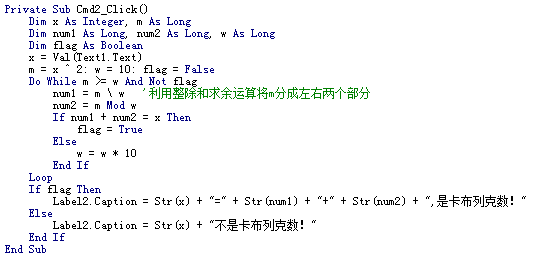 Private Sub Cmd2_Click()
Dim x As Integer, m As Long
Dim num1 As Long, num2 As Long, w As Long
Dim flag As Boolean
x = Val(Text1.Text)
m = x ^ 2: w = 10: flag = False
Do While m >= w And Not flag
num1 = m \ w '利用整除和求余运算将m分成左右两个部分
num2 = m Mod w
If num1 + num2 = x Then
flag = True
Else
w = w * 10
End If
Loop
If flag Then
Label2.Caption = Str(x) + "=" + Str(num1) + "+" + Str(num2) + ",是卡布列克数！"
Else
Label2.Caption = Str(x) + "不是卡布列克数！"
End If
End Sub